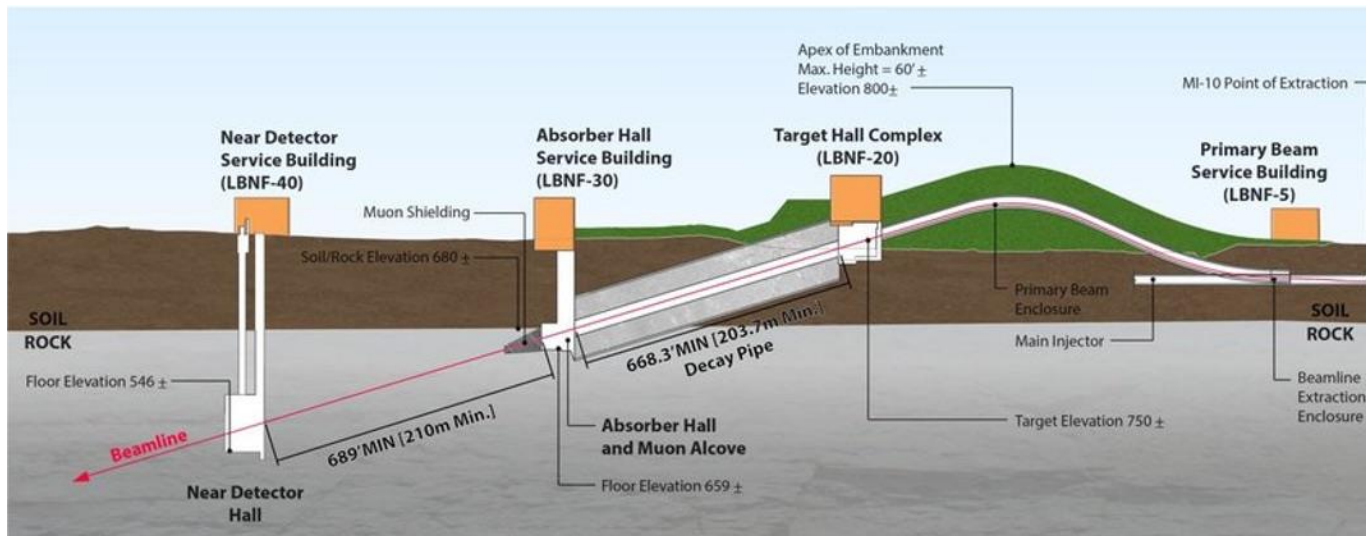 Apex of Embankment
Max. Height = 60' ±
Elevation 800±
MI-10 Point of Extraction
Near Detector
Service Building
(LBNF-40)
Absorber Hall
Service Building
(LBNF-30)
Target Hall Complex
(LBNF-20)
Primary Beam
Service Building
(LBNF-5)
Muon Shielding
Soil/Rock Elevation 680 ±
Primary Beam
Enclosure
SOIL
ROCK
SOIL
ROCK
668.3'MIN [203.7m Min.]
Decay Pipe
Main Injector
Floor Elevation 546 ±
Beamline
Extraction
Enclosure
689'MIN [210m Min.]
Absorber Hall
and Muon Alcove
Target Elevation 750 ±
Beamline
Floor Elevation 659 ±
Near Detector
Hall